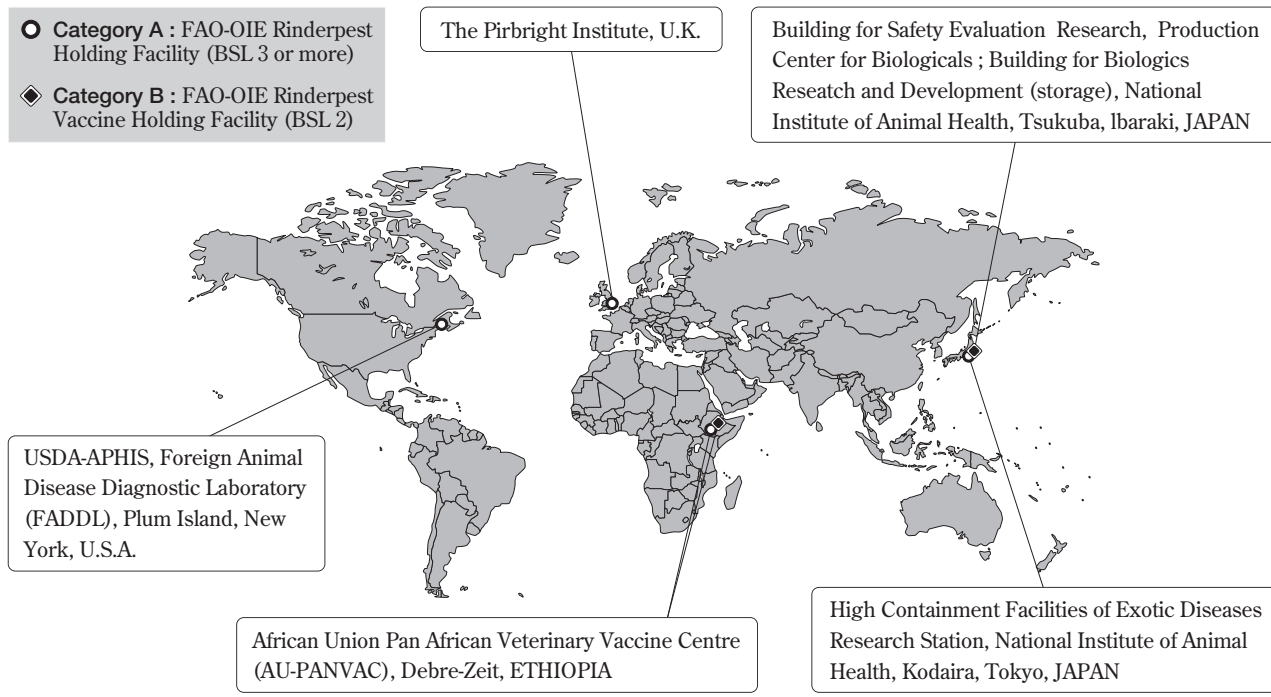 Category A : FAO-OIE Rinderpest
Holding Facility (BSL 3 or more)
Category B : FAO-OIE Rinderpest
Vaccine Holding Facility (BSL 2)
The Pirbright Institute, U.K.
Building for Safety Evaluation Research, Production
Center for Biologicals ; Building for Biologics
Research and Development (storage), National
Institute of Animal Health, Tsukuba, Ibaraki, JAPAN
USDA-APHIS, Foreign Animal
Disease Diagnostic Laboratory
(FADDL), Plum Island, New
York, U.S.A.
African Union Pan African Veterinary Vaccine Centre
(AU-PANVAC), Debre-Zeit, ETHIOPIA
High Containment Facilities of Exotic Diseases
Research Station, National Institute of Animal
Health, Kodaira, Tokyo, JAPAN